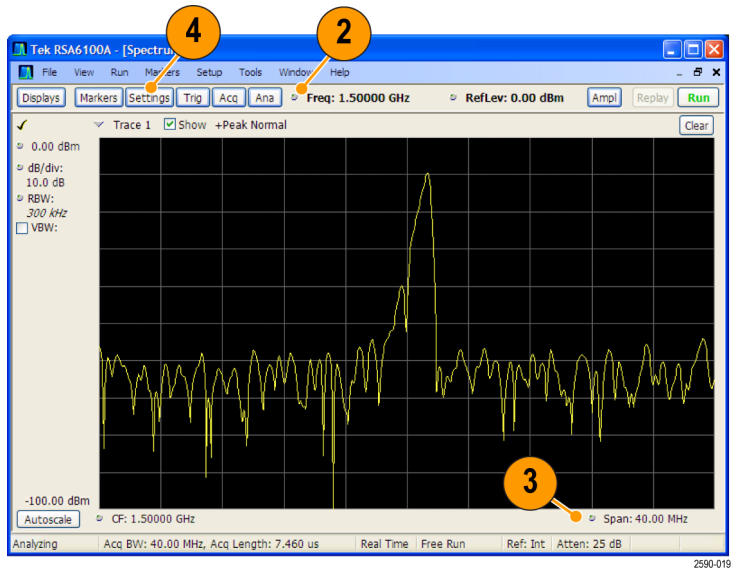 4
2
Tek RSA6100A - [Spectru
File View Run Markers Setup Tools Window Help
Displays Markers Settings Trig Acq Ana Freq: 1.50000 GHz RefLev: 0.00 dBm Ampl Replay Run
Trace 1 Show +Peak Normal Clear
0.00 dBm
dB/div:
10.0 dB
RBW:
300 kHz
VBW:
3
-100.00 dBm
Autoscale CF: 1.50000 GHz Span: 40.00 MHz
Analyzing Acq BW: 40.00 MHz, Acq Length: 7.460 us Real Time Free Run Ref: Int Atten: 25 dB
2590-019